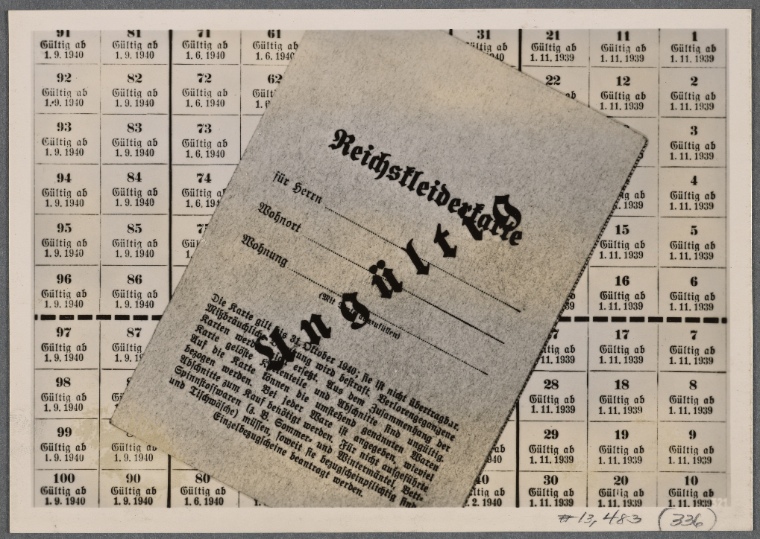 91 81 71 61 31 21 11 1
Gültig ab Gültig ab Gültig ab Gültig ab Gültig ab Gültig ab Gültig ab
1. 9. 1940 1. 9. 1940 1. 6. 1940 1. 6. 1940 1940 1. 11. 1939 1. 11. 1939 1. 11. 1939
92 82 72 62 22 12 2
Gültig ab Gültig ab Gültig ab Gültig ab Gültig ab
1. 9. 1940 1. 9. 1940 1. 6. 1940 1. 11. 1939 1. 11. 1939
93 83 73 3
Gültig ab Gültig ab Gültig ab Gültig ab
1. 9. 1940 1. 9. 1940 1. 6. 1940 1. 11. 1939
94 84 74 4
Gültig ab Gültig ab Gültig ab ab Gültig ab
1. 9. 1940 1. 9. 1940 1. 6. 1940 1939 1. 11. 1939
95 85 15 5
Gültig ab Gültig ab Gültig ab Gültig ab
1. 9. 1940 1. 9. 1940 1. 11. 1939 1. 11. 1939
96 86 16 6
Gültig ab Gültig ab Gültig ab Gültig ab
1. 9. 1940 1. 9. 1940 1. 11. 1939 1. 11. 1939
97 87 17 7
Gültig ab Gültig ab Gültig ab Gültig ab
1. 9. 1940 1. 9. 1940 1. 11. 1939 1. 11. 1939
98 28 18 8
Gültig ab Gültig ab Gültig ab Gültig ab
1. 9. 1940 1. 11. 1939 1. 11. 1939 1. 11. 1939
99 89 29 19 9
Gültig ab Gültig ab Gültig ab Gültig ab Gültig ab
1. 9. 1940 1. 9. 1940 1. 11. 1939 1. 11. 1939 1. 11. 1939
100 90 80 40 30 20 10
Gültig ab Gültig ab Gültig ab ab Gültig ab Gültig ab Gültig ab
1. 9. 1940 1. 9. 1940 2. 1940 1. 11. 1939 1. 11. 1939 1. 11. 1939
Reichskleiderkarte
für Herrn
Wohnort
Wohnung
Ungültig
Die Karte gilt bis 31. Oktober 1940; sie ist nicht übertragbar.
Mißbräuchliche wird bestraft. Verlorengegangene
Karten werden ersetzt. Aus dem Zusammenhang der
Karte gelöste Kartenteile und Abschnitte sind ungültig.
Auf die Karte können die umstehend genannten Waren
bezogen werden. Bei jeder Ware ist angegeben, wieviel
Abschnitte zum Kauf benötigt werden. Für nicht aufgeführte
Spinnstoffwaren (z. B. Sommer- und Wintermäntel, Bett-
und Tischwäsche) müssen, soweit sie bezugscheinpflichtig sind,
Einzelbezugscheine beantragt werden.
#13,483 (336)